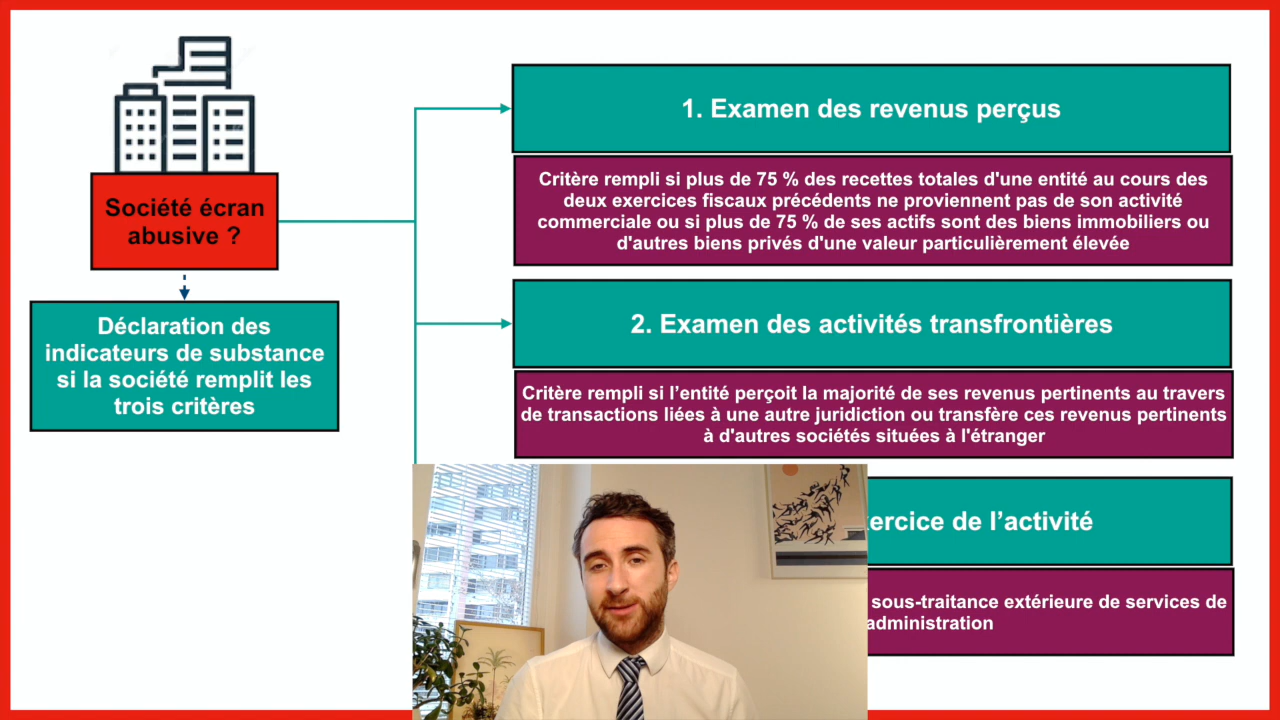 Société écran
abusive ?
Déclaration des
indicateurs de substance
si la société remplit les
trois critères
1. Examen des revenus perçus
Critère rempli si plus de 75 % des recettes totales d'une entité au cours des
deux exercices fiscaux précédents ne proviennent pas de son activité
commerciale ou si plus de 75 % de ses actifs sont des biens immobiliers ou
d'autres biens privés d'une valeur particulièrement élevée
2. Examen des activités transfrontières
Critère rempli si l’entité perçoit la majorité de ses revenus pertinents au travers
de transactions liées à une autre juridiction ou transfère ces revenus pertinents
à d'autres sociétés situées à l'étranger
de l’activité
sous-traitance extérieure de services de
administration